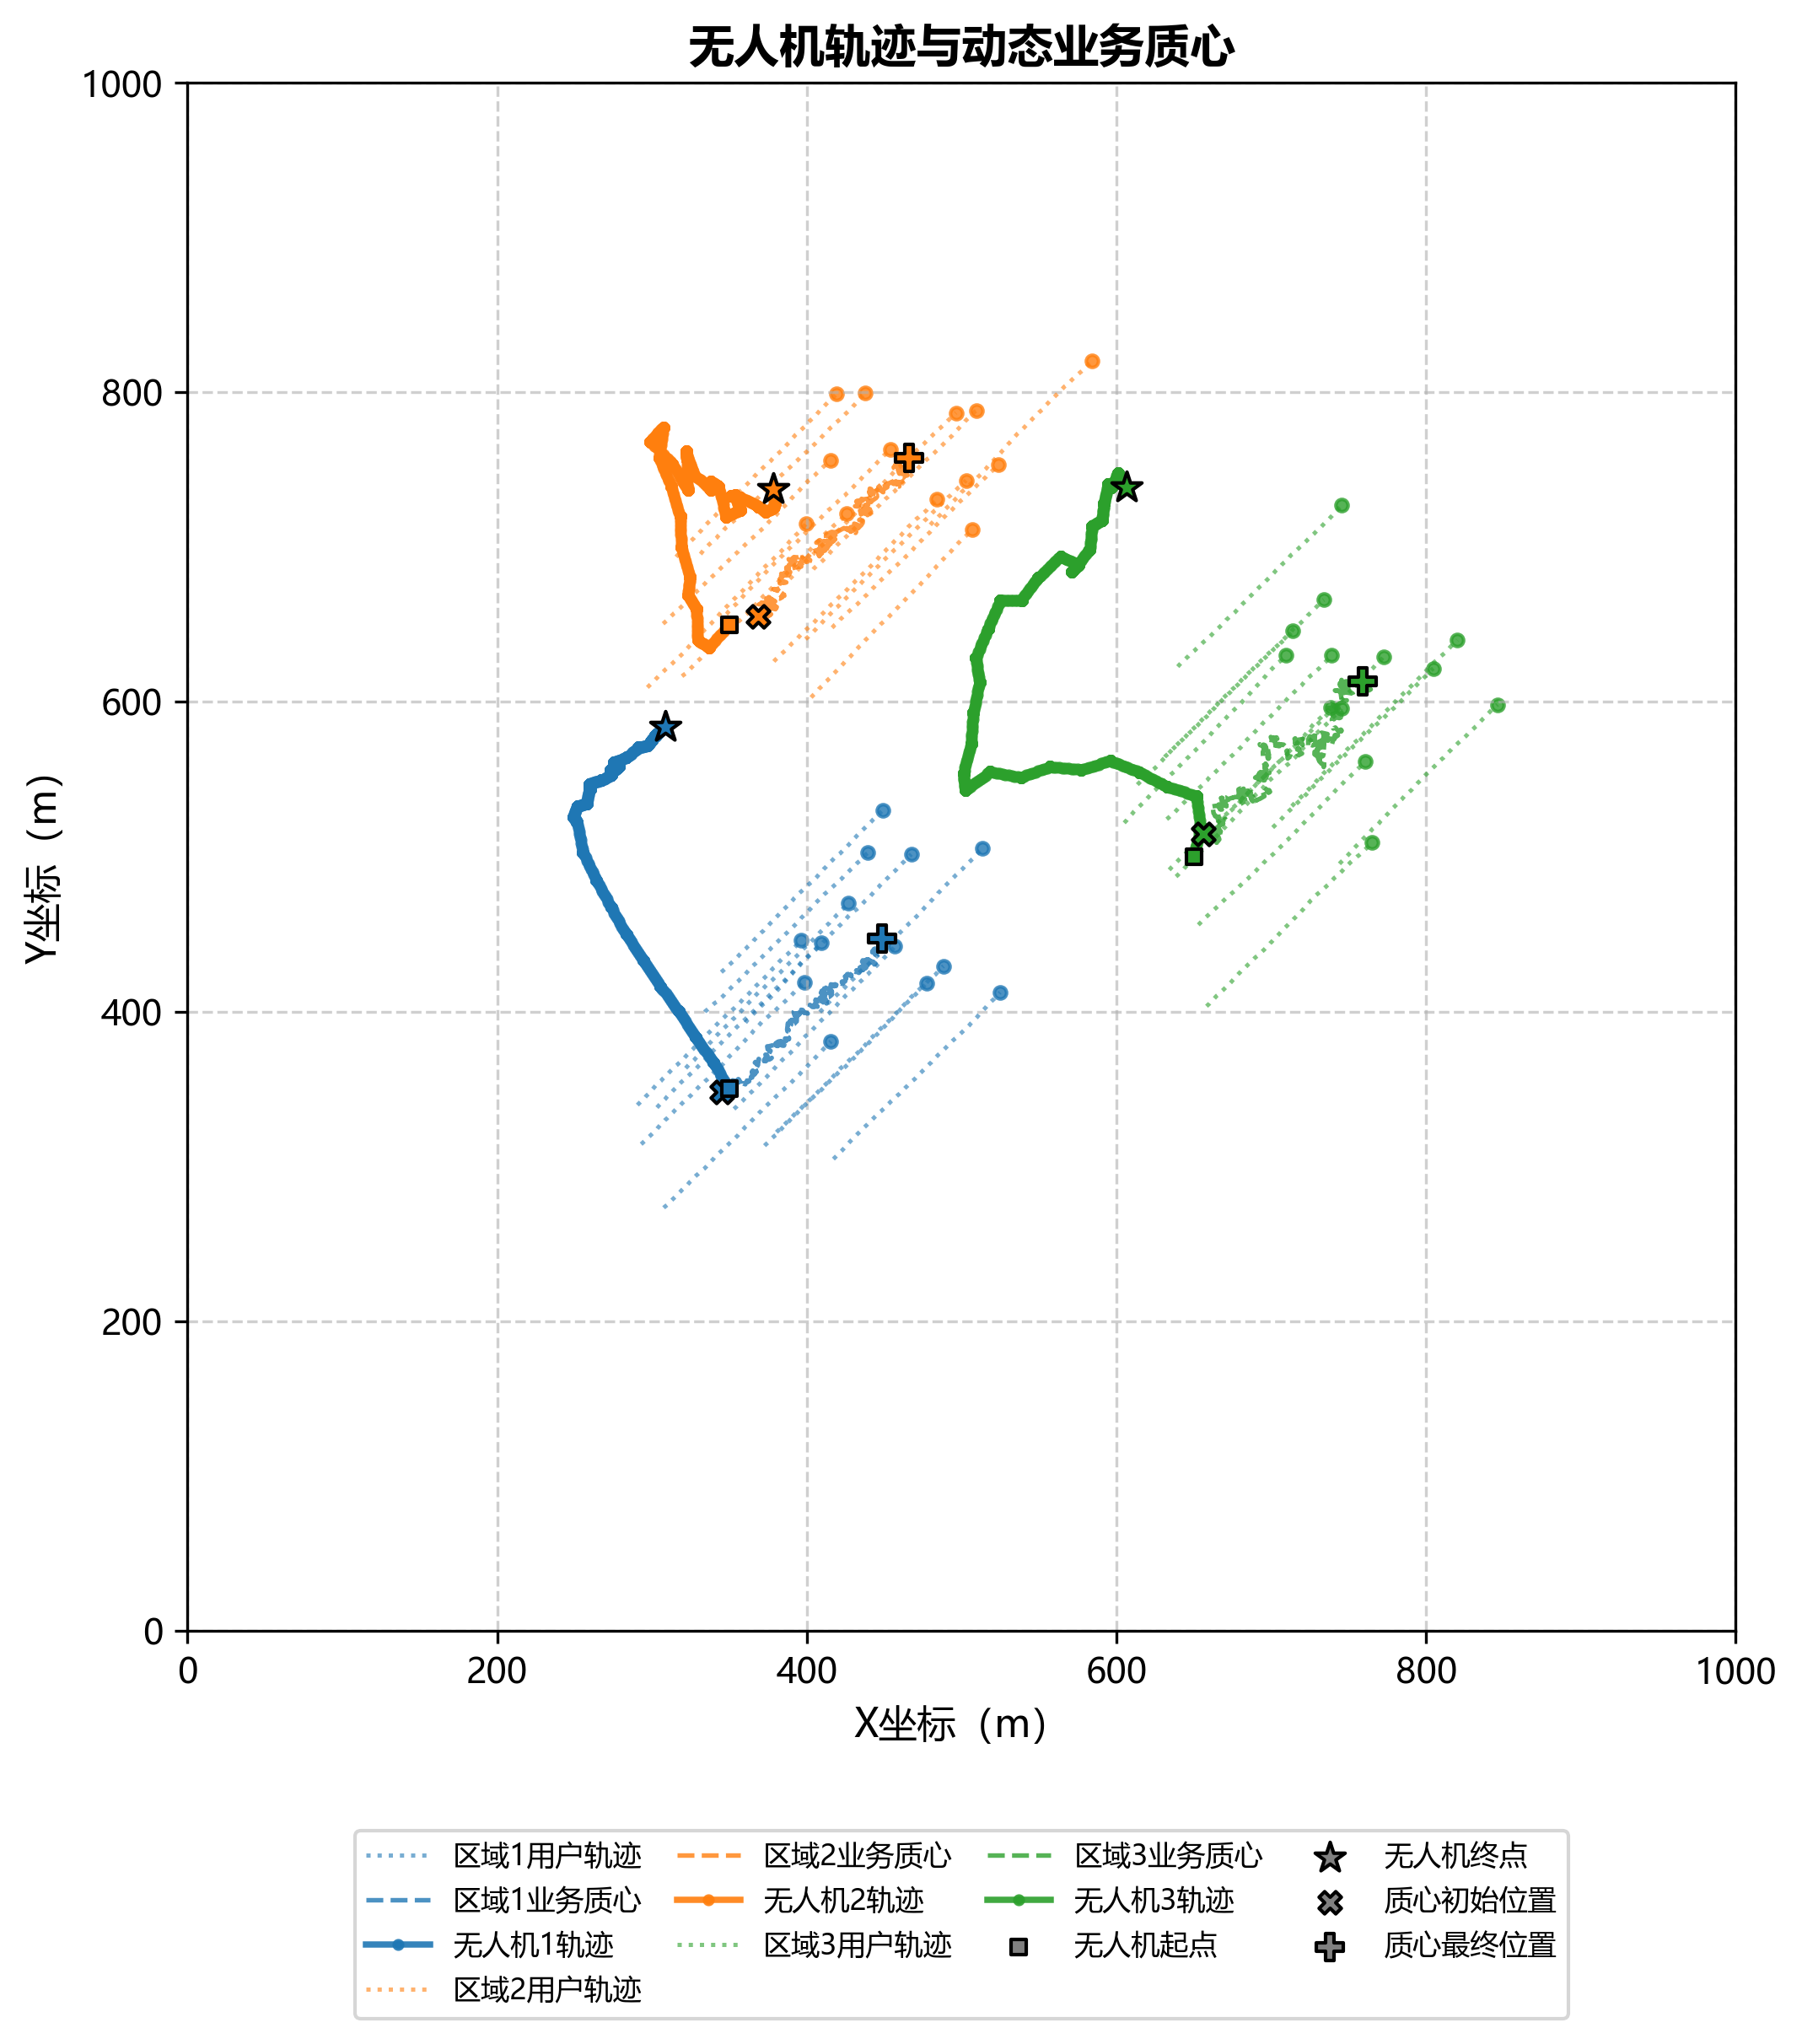 无人机轨迹与动态业务质心
1000
800
600
400
200
0
Y坐标（m）
0 200 400 600 800 1000
X坐标（m）
区域1用户轨迹 区域2业务质心 区域3业务质心 无人机终点
区域1业务质心 无人机2轨迹 无人机3轨迹 质心初始位置
无人机1轨迹 区域3用户轨迹 无人机起点 质心最终位置
区域2用户轨迹